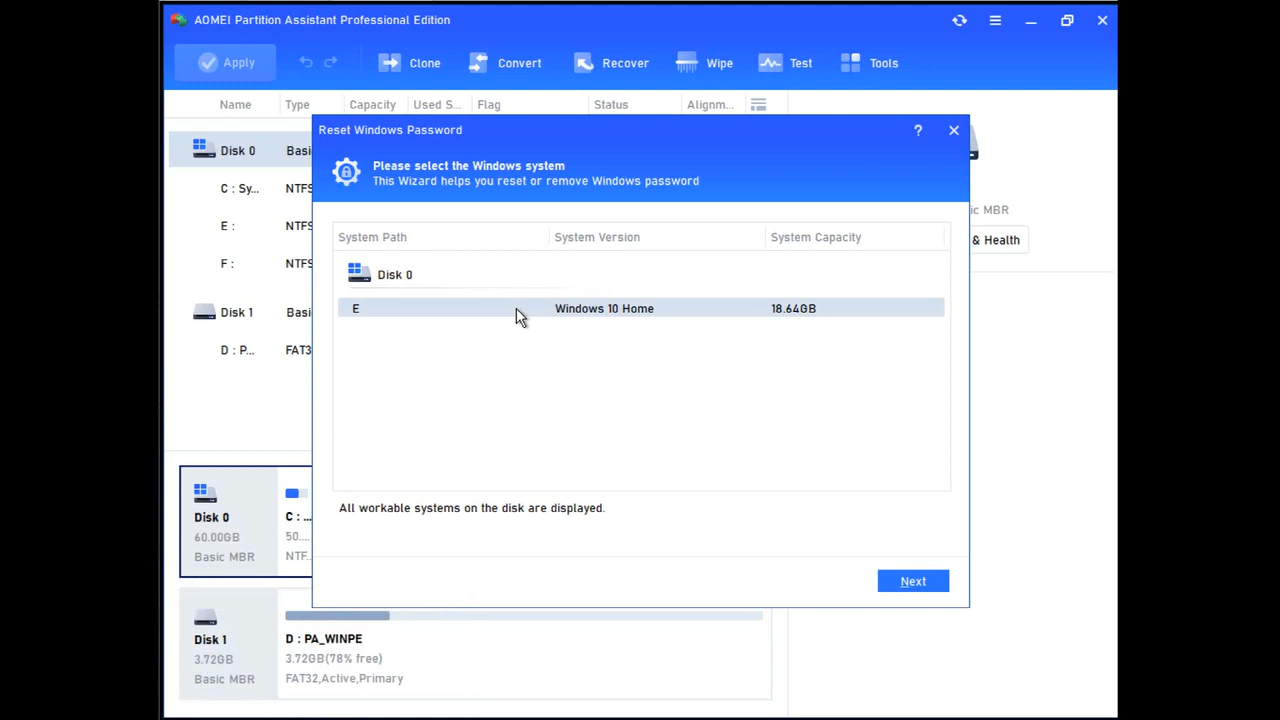 AOMEI Partition Assistant Professional Edition
Apply
Clone
Convert
Recover
Wipe
Test
Tools
Name Type Capacity Used S... Flag Status Alignm...
Reset Windows Password
?
Please select the Windows system
This Wizard helps you reset or remove Windows password
Disk 0 Basi
C : Sy... NTFS
E : NTFS
F : NTFS
Disk 1 Basi
D : P... FAT3
System Path System Version System Capacity
Disk 0
E Windows 10 Home 18.64GB
All workable systems on the disk are displayed.
Next
ic MBR
& Health
Disk 0
60.00GB
Basic MBR
C : ...
50....
NTF.
Disk 1
3.72GB
Basic MBR
D : PA_WINPE
3.72GB(78% free)
FAT32,Active,Primary